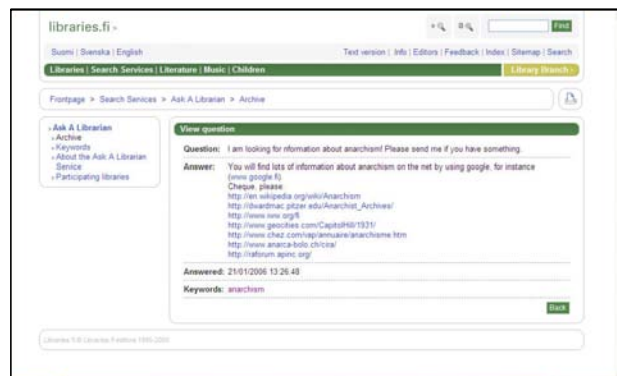 libraries.fi
Find
Suomi | Svenska | English
Text version | Info | Editors | Feedback | Index | Sitemap | Search
Libraries | Search Services | Literature | Music | Children
Library Branch
Frontpage > Search Services > Ask A Librarian > Archive
Ask A Librarian
Archive
Keywords
About the Ask A Librarian
Service
Participating libraries
View question
Question: I am looking for nformation about anarchism! Please send me if you have something.
Answer: You will find lots of information about anarchism on the net by using google, for instance
(www.google.fi).
Cheque, please:
http://en.wikipedia.org/wiki/Anarchism
http://dwardmac.pitzer.edu/Anarchist_Archives/
http://www.iww.org/fi
http://www.geocities.com/CapitolHill/1931/
http://www.chez.com/vap/annuaire/anarchisme.htm
http://www.anarca-bolo.ch/cira/
http://raforum.apinc.org/
Answered: 21/01/2006 13:26:48
Keywords: anarchism
Back